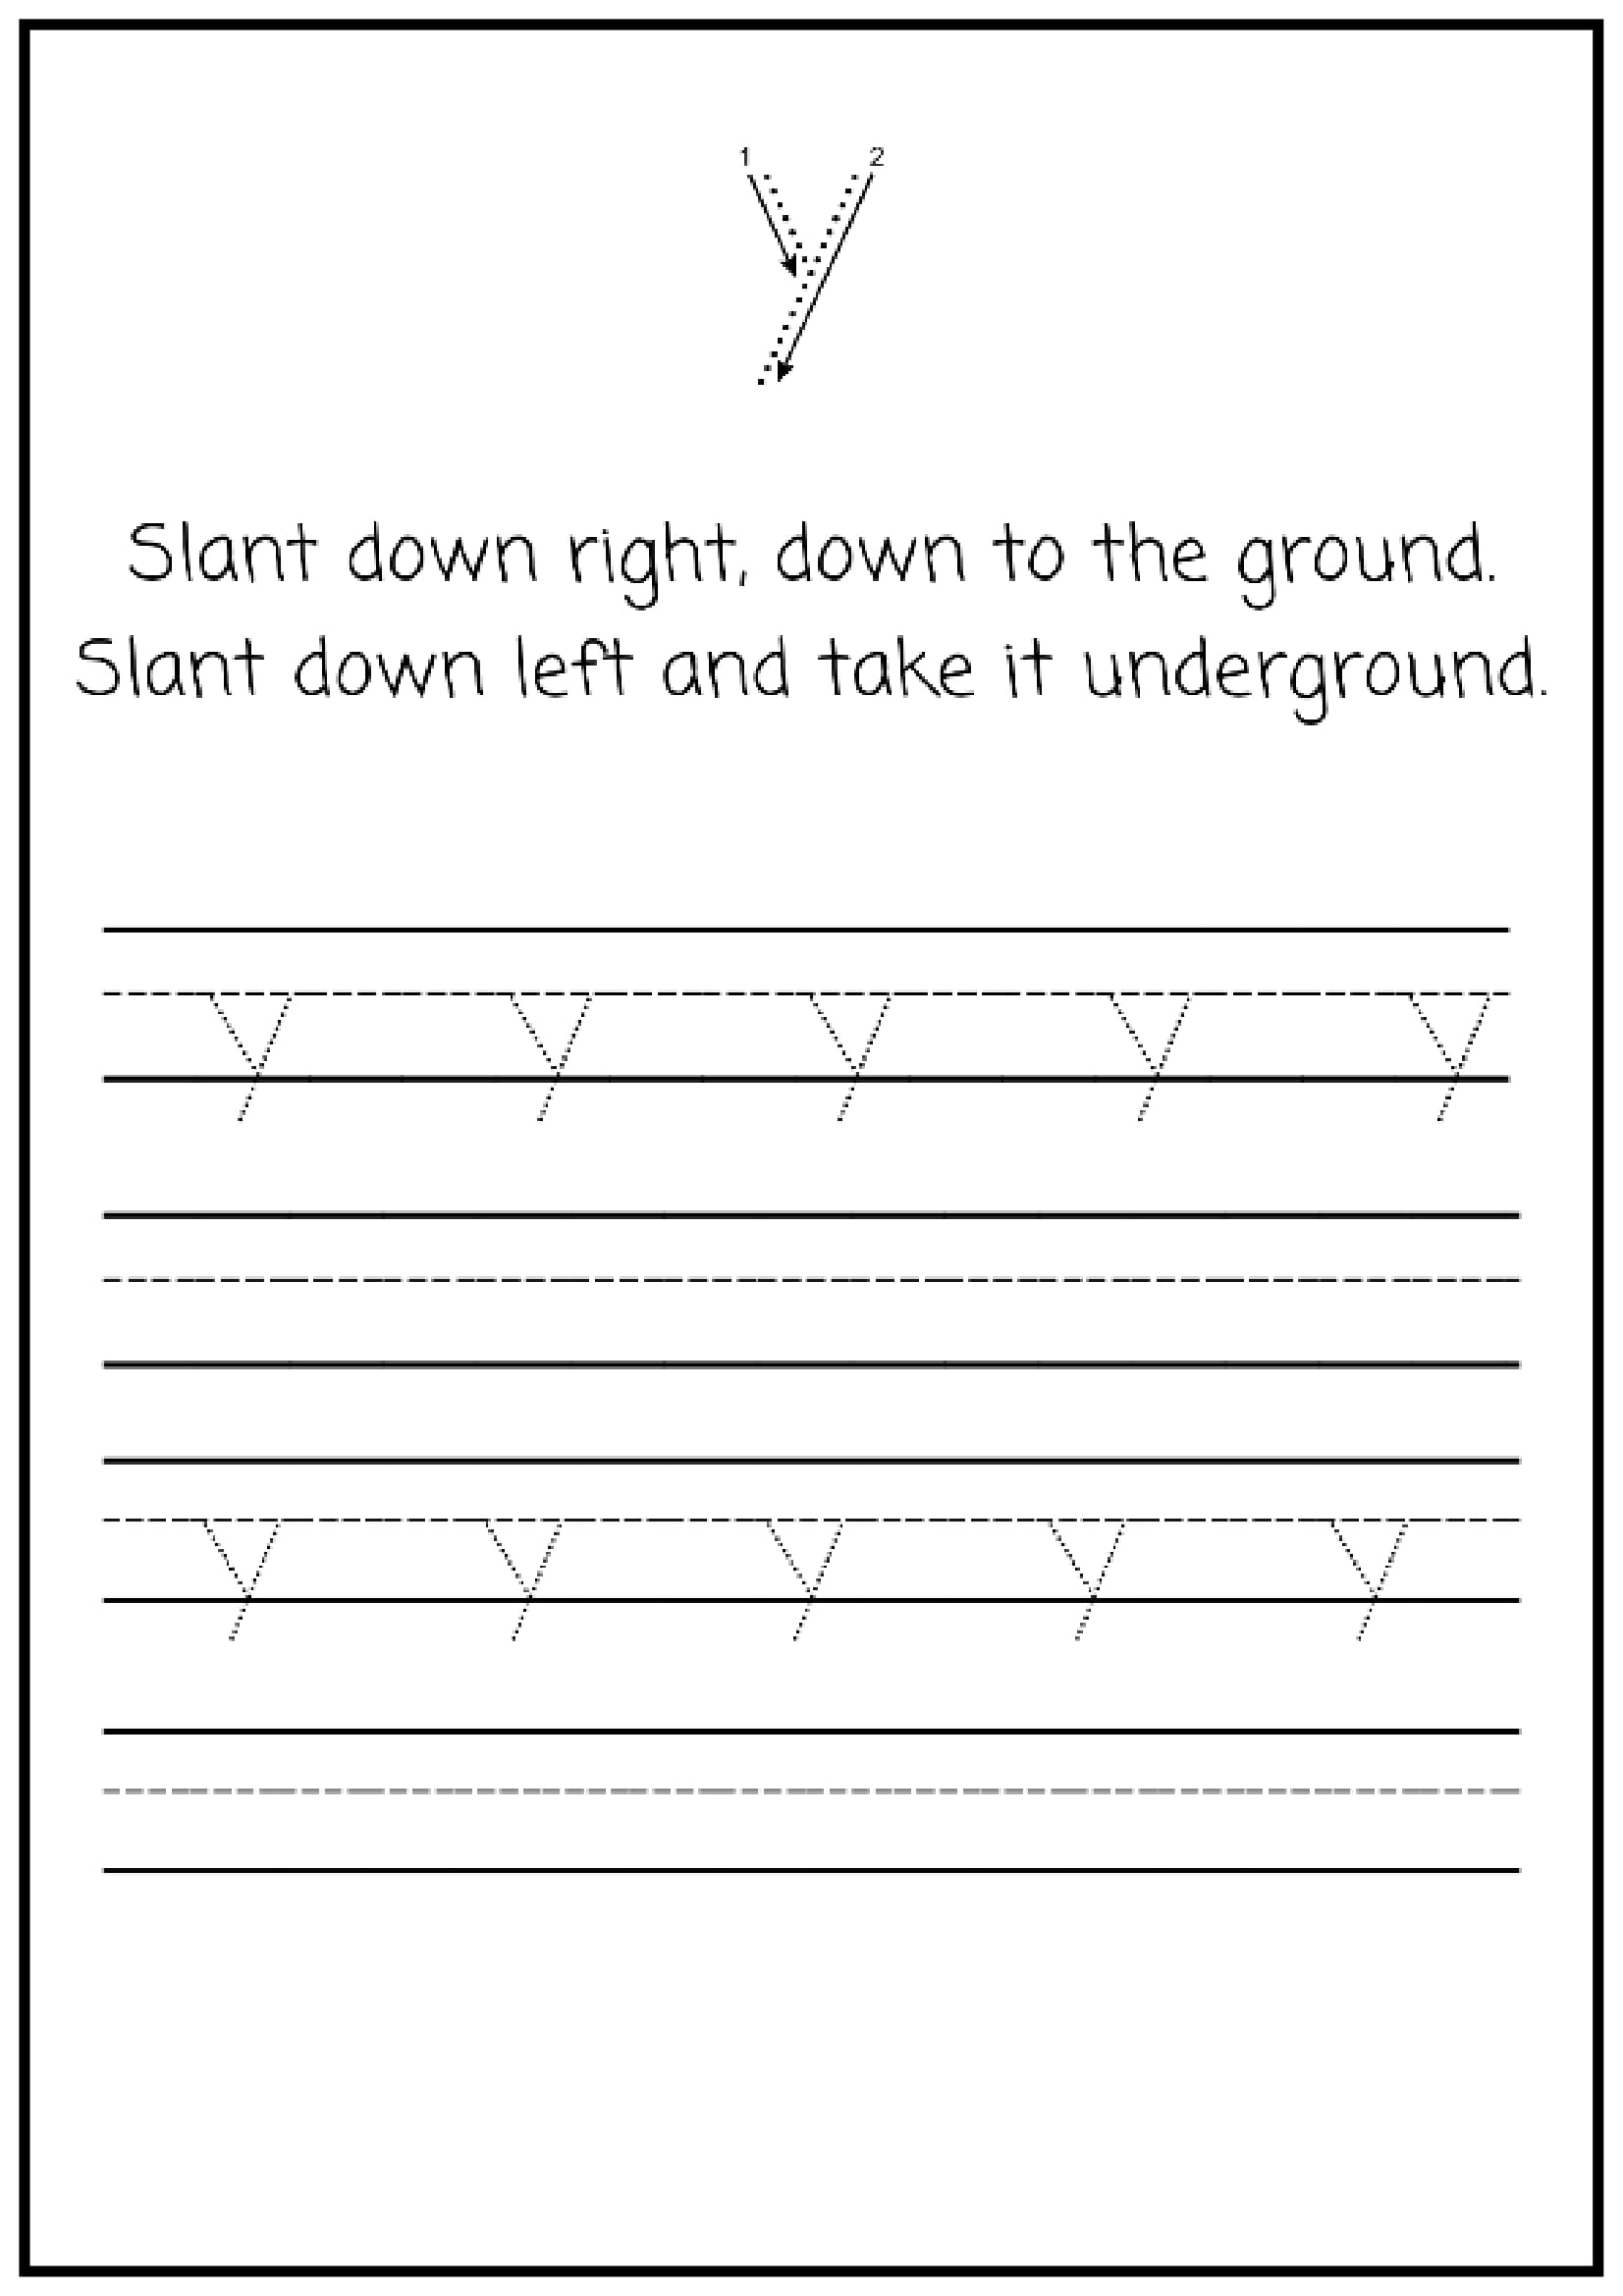 1 2
y
Slant down right, down to the ground.
Slant down left and take it underground.
y y y y y
y y y y y